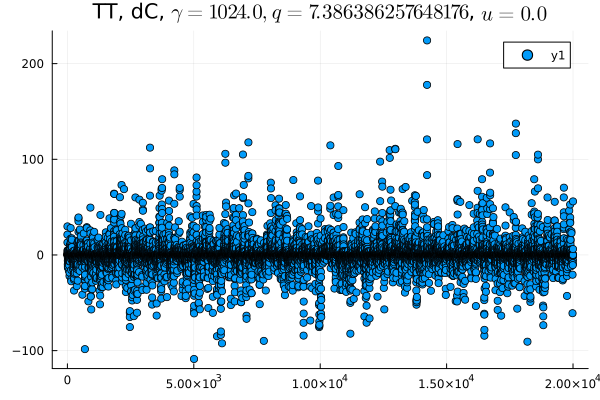 TT, dC, γ = 1024.0, q = 7.386386257648176, u = 0.0
y1
200
100
0
−100
0 5.00×10³ 1.00×10⁴ 1.50×10⁴ 2.00×10⁴